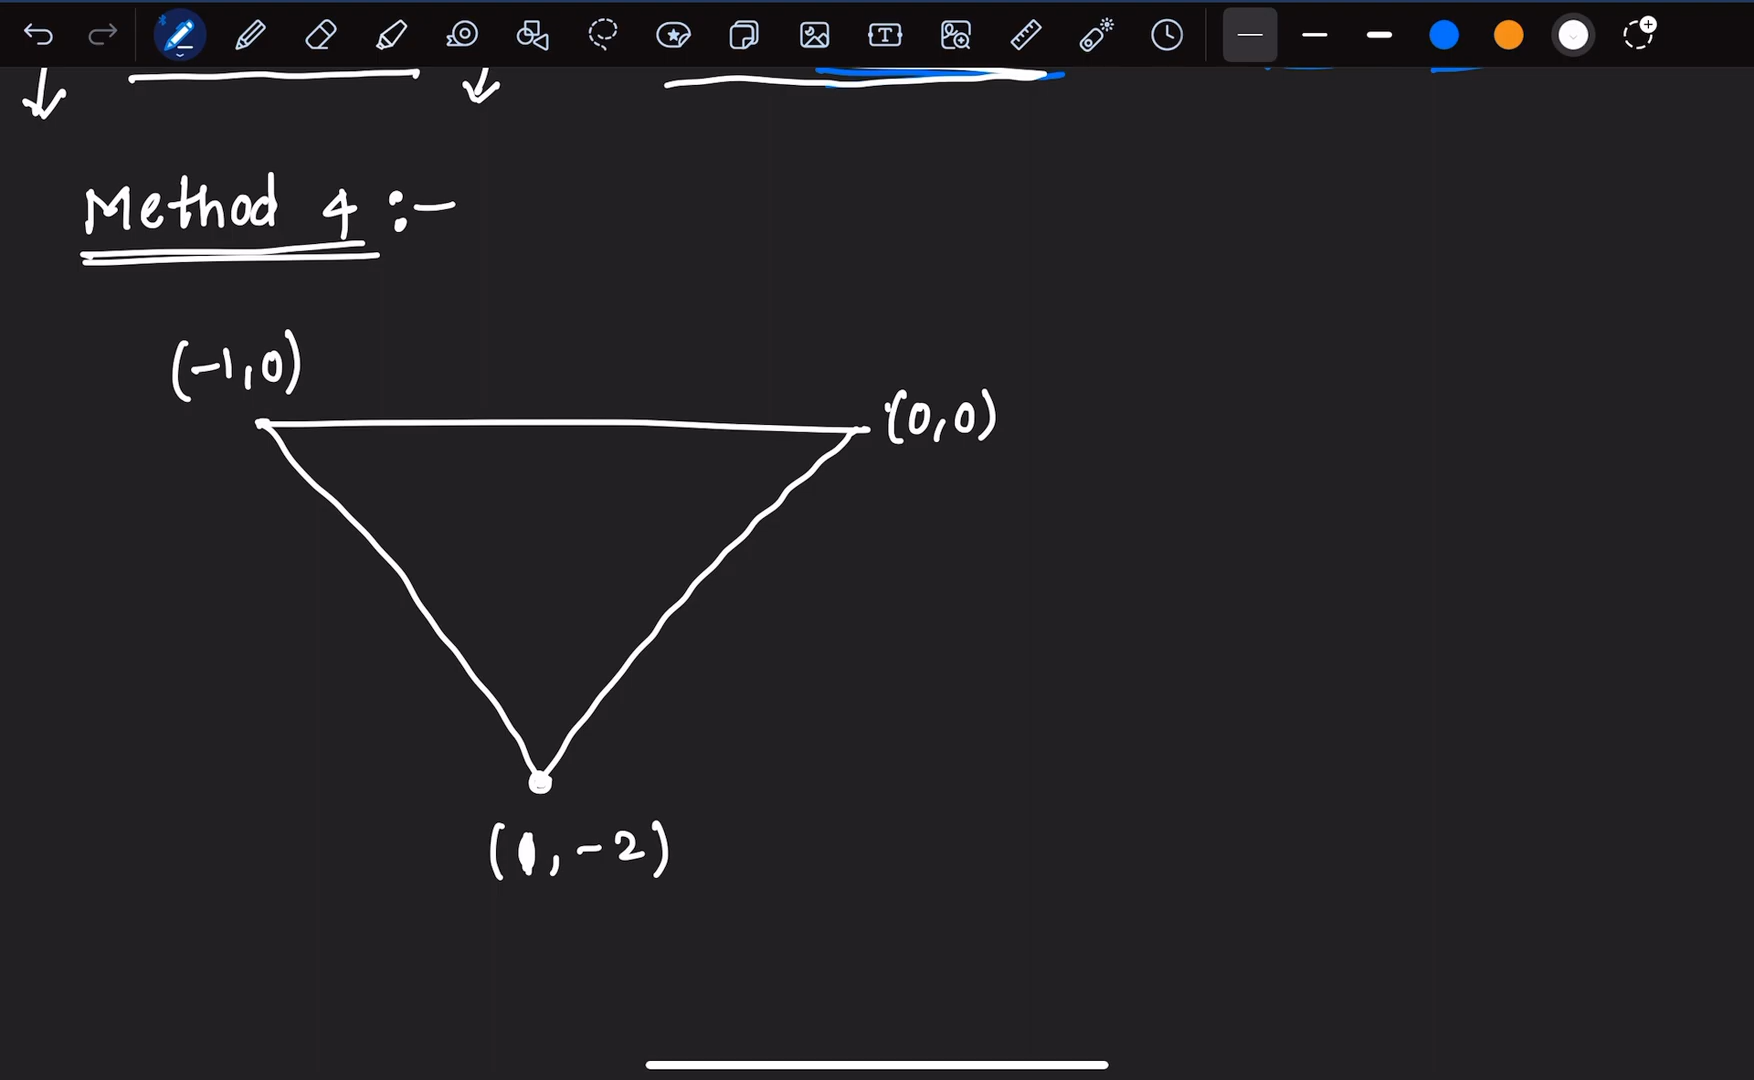 Method 4 :-
(-1,0)
(0,0)
(1,-2)